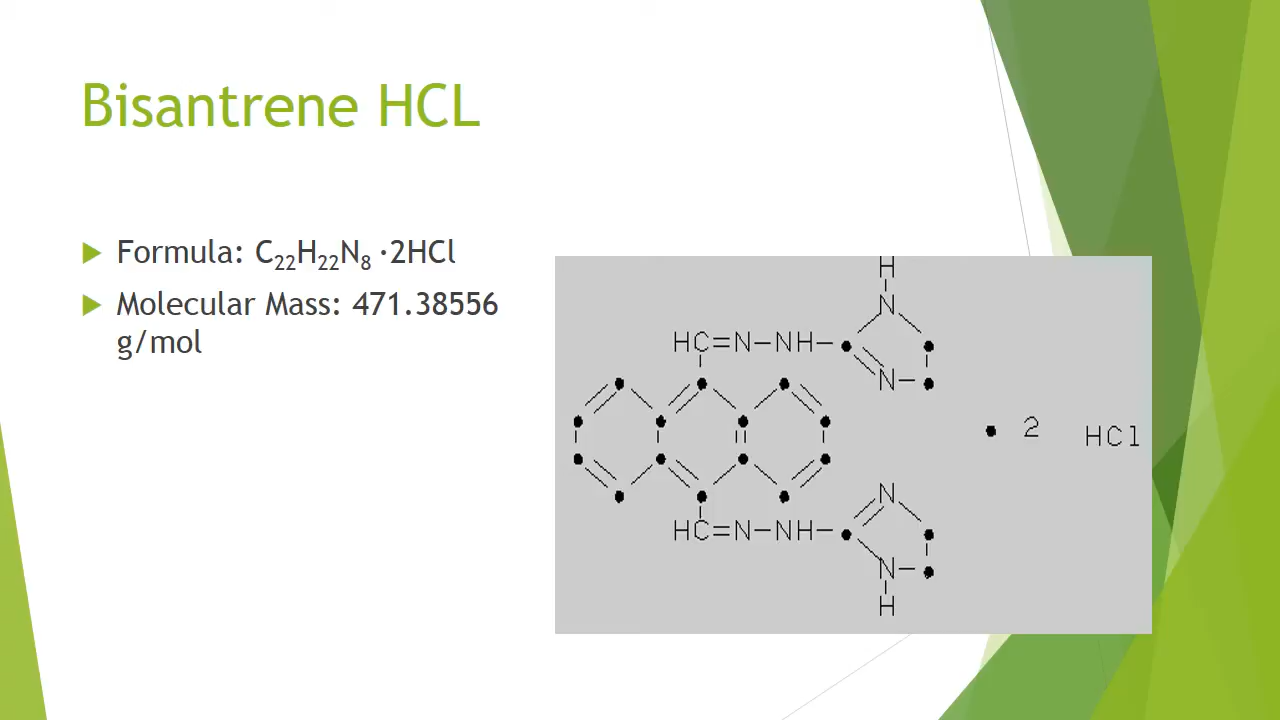 Bisantrene HCL
Formula: C₂₂H₂₂N₈ ·2HCl
Molecular Mass: 471.38556
g/mol
H
N
HC=N—NH
N
2 HCl
N
HC=N—NH
N
H